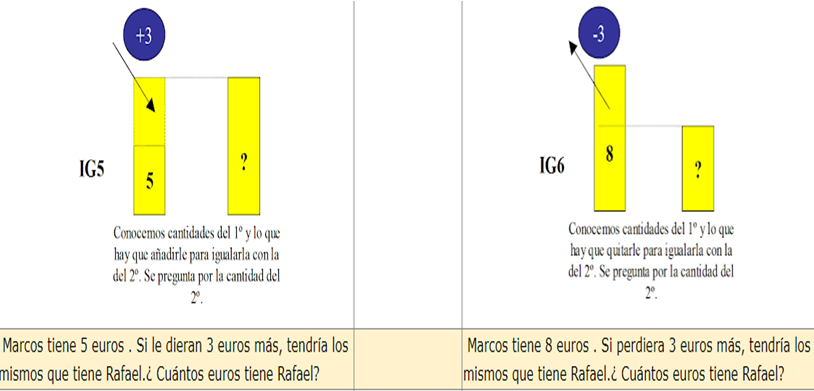 +3
IG5
5
?
Conocemos cantidades del 1º y lo que
hay que añadirle para igualarla con la
del 2º. Se pregunta por la cantidad del
2º.
Marcos tiene 5 euros . Si le dieran 3 euros más, tendría los
mismos que tiene Rafael.¿ Cuántos euros tiene Rafael?
-3
IG6
8
?
Conocemos cantidades del 1º y lo que
hay que quitarle para igualarla con la
del 2º. Se pregunta por la cantidad del
2º.
Marcos tiene 8 euros . Si perdiera 3 euros más, tendría los
mismos que tiene Rafael.¿ Cuántos euros tiene Rafael?